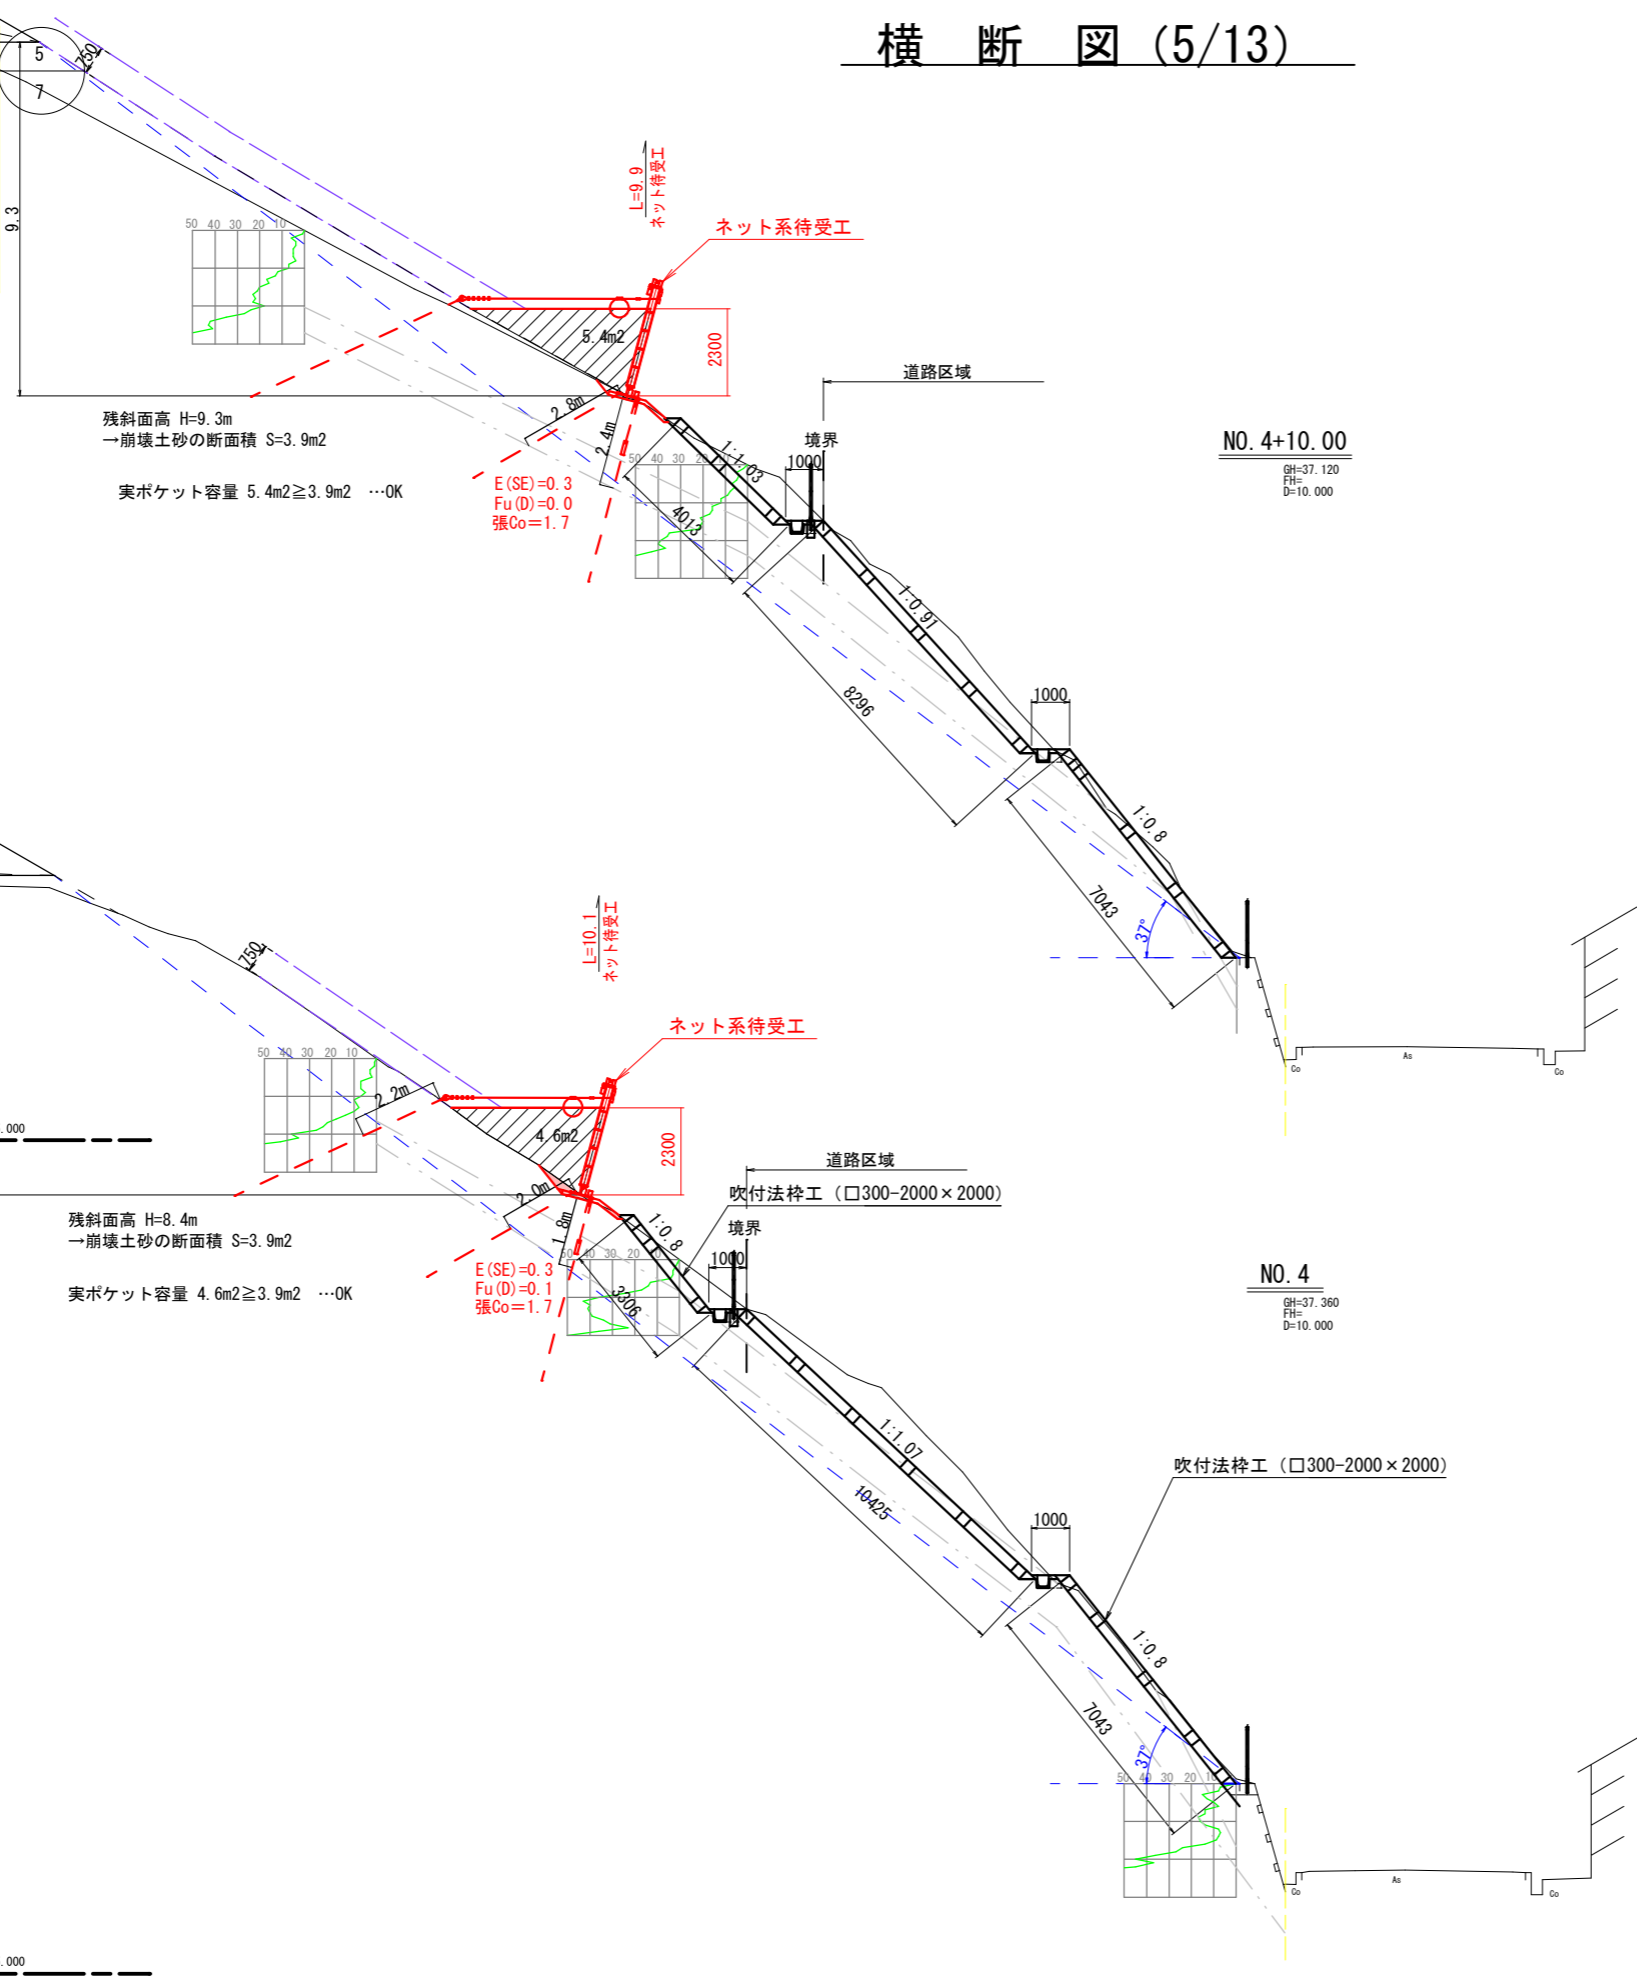 横 断 図 (5/13)
5
7
750
9.3
L=9.9
ネット待受工
ネット系待受工
50 40 30 20 10
5.4m2
2300
道路区域
残斜面高 H=9.3m
→崩壊土砂の断面積 S=3.9m2
実ポケット容量 5.4m2≧3.9m2 …OK
2.8m
2.4m
E(SE)=0.3
Fu(D)=0.0
張Co=1.7
1:1.03
境界
1000
50 40 30 20
4013
NO.4+10.00
GH=37.120
FH=
D=10.000
1:0.91
8296
1000
1:0.8
7043
37°
Co
As
Co
750
L=10.1
ネット待受工
ネット系待受工
50 40 30 20 10
2.2m
4.6m2
2300
道路区域
吹付法枠工 (□300-2000×2000)
.000
残斜面高 H=8.4m
→崩壊土砂の断面積 S=3.9m2
実ポケット容量 4.6m2≧3.9m2 …OK
2.0m
1.8m
E(SE)=0.3
Fu(D)=0.1
張Co=1.7
1:0.8
境界
1000
50 40 30 20 10
3306
NO.4
GH=37.360
FH=
D=10.000
1:1.07
10425
吹付法枠工 (□300-2000×2000)
1000
1:0.8
7043
37°
50 40 30 20 10
Co
As
Co
.000